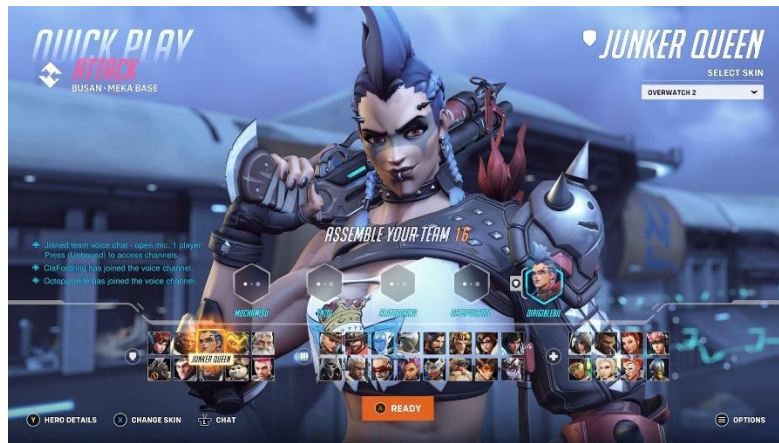 QUICK PLAY
ATTACK
BUSAN - MEKA BASE
JUNKER QUEEN
SELECT SKIN
OVERWATCH 2
ASSEMBLE YOUR TEAM 16
Joined team voice chat - open mic. 1 player
Press (Unbound) to access channels.
ClaFordring has joined the voice channel.
has joined the voice channel.
MOCHAMISU
DIRIGIBLEBILL
JUNKER QUEEN
A READY
Y HERO DETAILS
X CHANGE SKIN
L CHAT
OPTIONS